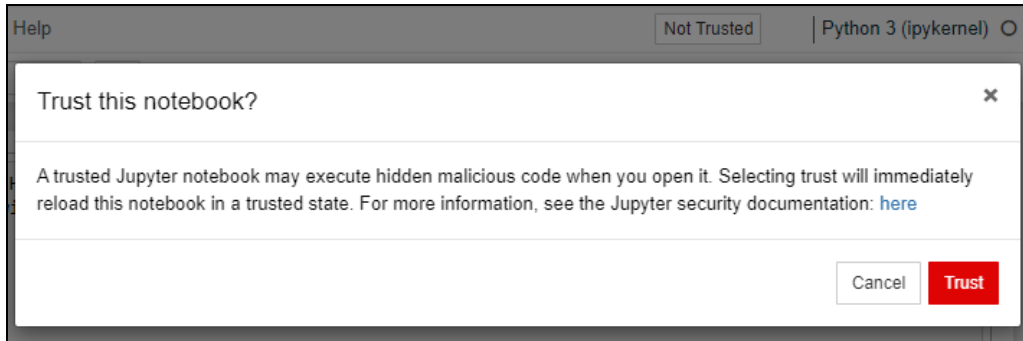 Help Not Trusted Python 3 (ipykernel)
Trust this notebook?
A trusted Jupyter notebook may execute hidden malicious code when you open it. Selecting trust will immediately
reload this notebook in a trusted state. For more information, see the Jupyter security documentation: here
Cancel Trust